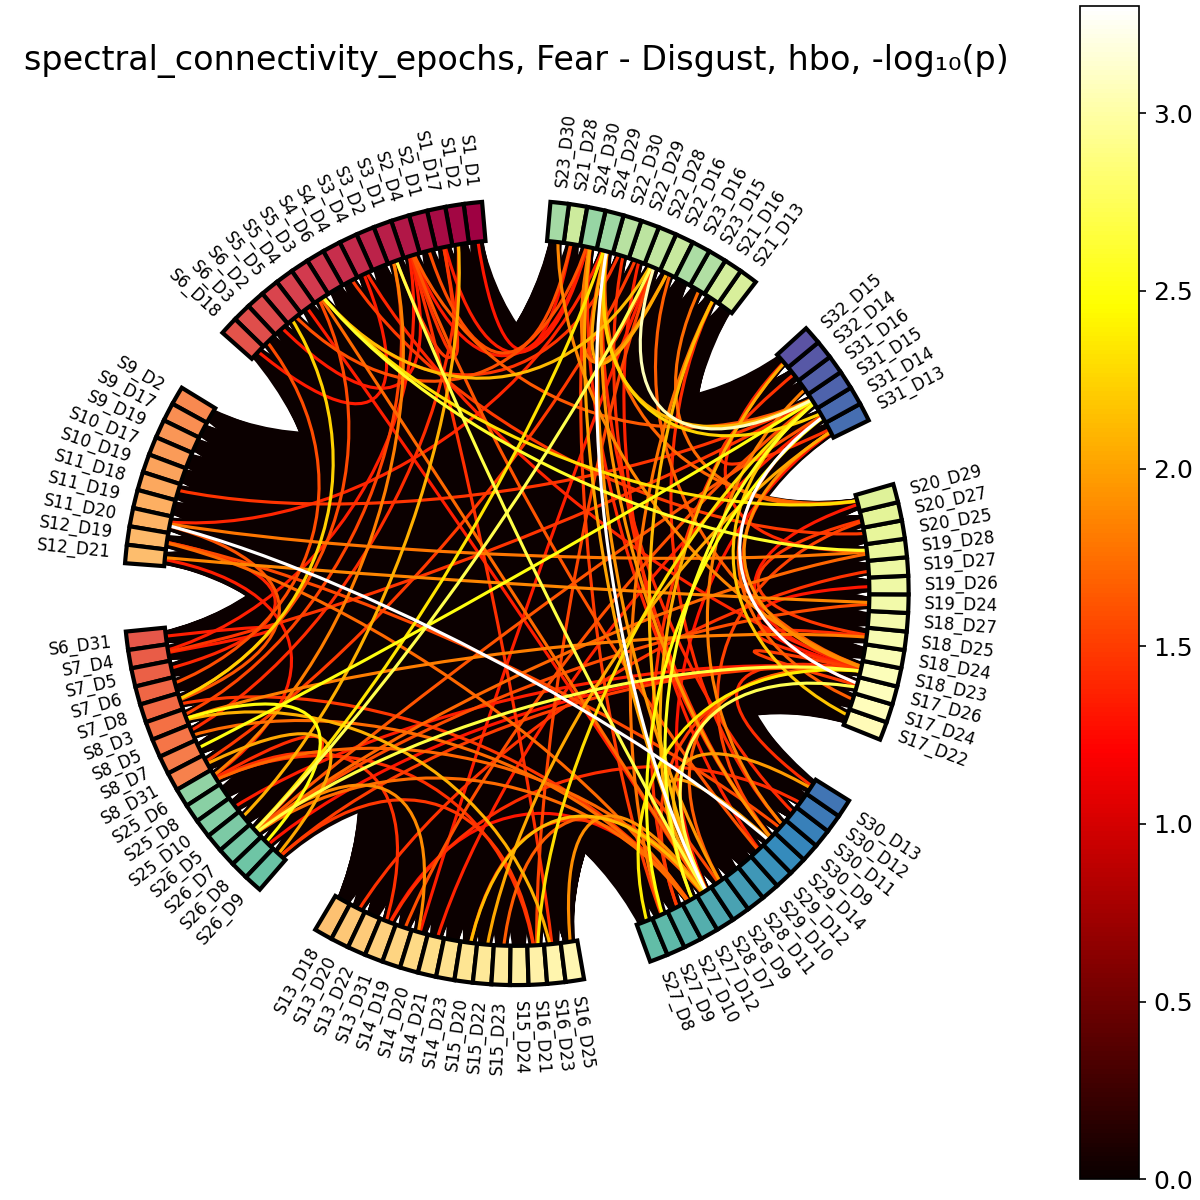 spectral_connectivity_epochs, Fear - Disgust, hbo, -log₁₀(p)
S1_D1
S1_D2
S1_D17
S2_D1
S2_D4
S3_D1
S3_D2
S3_D4
S4_D6
S4_D4
S5_D3
S5_D4
S5_D5
S6_D2
S6_D3
S6_D18
S9_D2
S9_D17
S9_D19
S10_D17
S10_D19
S11_D18
S11_D19
S11_D20
S12_D19
S12_D21
S6_D31
S7_D4
S7_D5
S7_D6
S7_D8
S8_D3
S8_D5
S8_D7
S8_D31
S25_D6
S25_D8
S25_D10
S26_D5
S26_D7
S26_D8
S26_D9
S13_D18
S13_D20
S13_D22
S13_D31
S14_D19
S14_D20
S14_D21
S14_D23
S15_D20
S15_D22
S15_D23
S15_D24
S16_D21
S16_D23
S16_D25
S27_D8
S27_D9
S27_D10
S27_D12
S28_D7
S28_D9
S28_D11
S29_D10
S29_D12
S29_D14
S30_D9
S30_D11
S30_D12
S30_D13
S17_D22
S17_D24
S17_D26
S18_D23
S18_D24
S18_D25
S18_D27
S19_D24
S19_D26
S19_D27
S19_D28
S20_D25
S20_D27
S20_D29
S31_D13
S31_D14
S31_D15
S31_D16
S32_D14
S32_D15
S21_D13
S21_D16
S23_D15
S23_D16
S22_D16
S22_D28
S22_D29
S22_D30
S24_D29
S24_D30
S21_D28
S23_D30
3.0
2.5
2.0
1.5
1.0
0.5
0.0